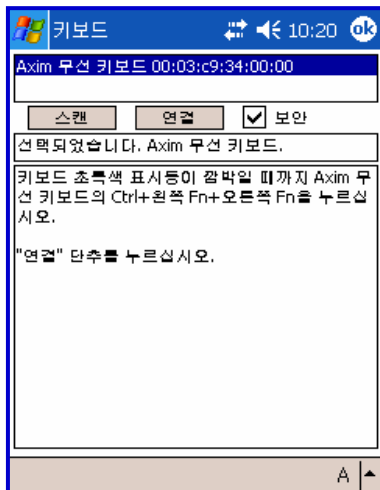 키보드 10:20 ok
Axim 무선 키보드 00:03:c9:34:00:00
스캔 연결 보안
선택되었습니다. Axim 무선 키보드.
키보드 초록색 표시등이 깜박일 때까지 Axim 무
선 키보드의 Ctrl+왼쪽 Fn+오른쪽 Fn을 누르십
시오.
"연결" 단추를 누르십시오.
A